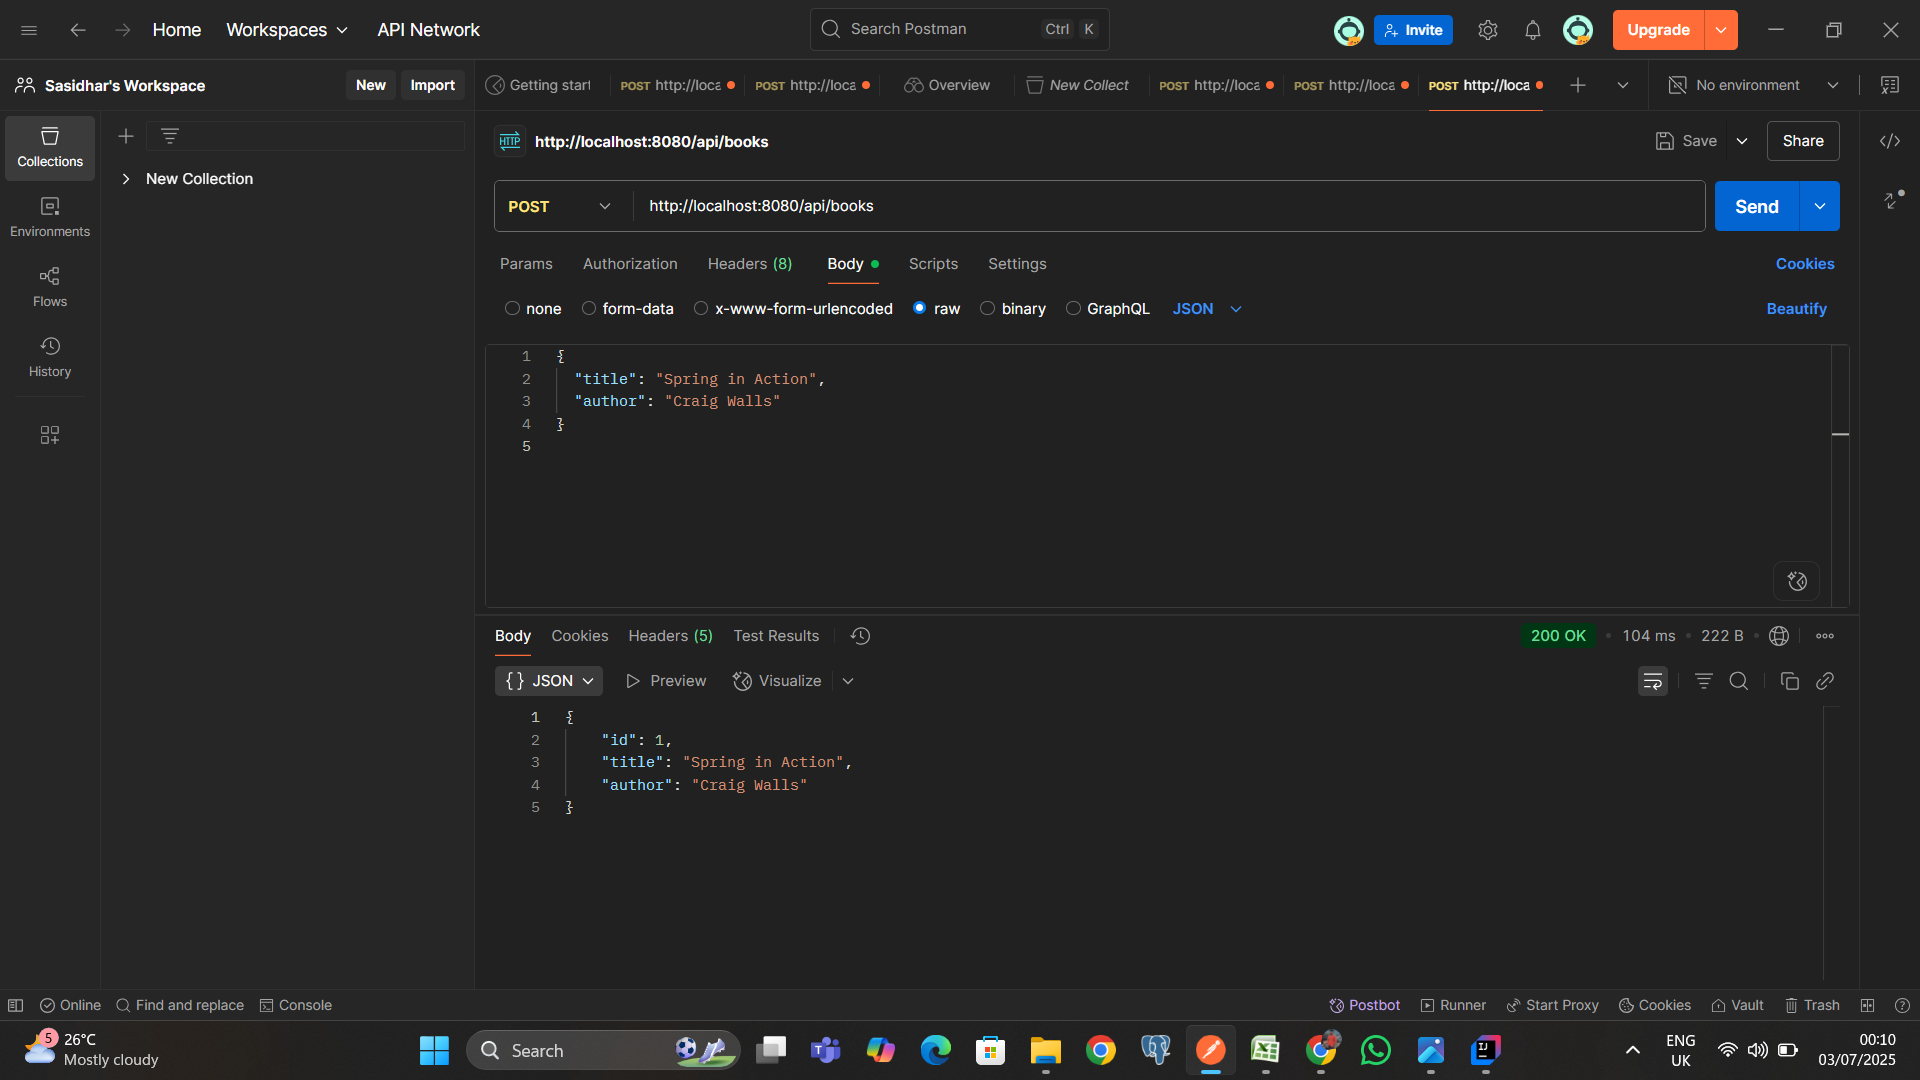 Home Workspaces API Network Search Postman Ctrl K Invite Upgrade
Sasidhar's Workspace New Import Getting start POST http://loca POST http://loca Overview New Collect POST http://loca POST http://loca POST http://loca No environment
Collections
Environments
Flows
History
New Collection
HTTP http://localhost:8080/api/books Save Share
POST http://localhost:8080/api/books Send
Params Authorization Headers (8) Body Scripts Settings Cookies
none form-data x-www-form-urlencoded raw binary GraphQL JSON Beautify
1 {
2 "title": "Spring in Action",
3 "author": "Craig Walls"
4 }
5
Body Cookies Headers (5) Test Results 200 OK • 104 ms • 222 B
{} JSON Preview Visualize
1 {
2 "id": 1,
3 "title": "Spring in Action",
4 "author": "Craig Walls"
5 }
Online Find and replace Console Postbot Runner Start Proxy Cookies Vault Trash
5 26°C
Mostly cloudy
Search
ENG
UK
00:10
03/07/2025